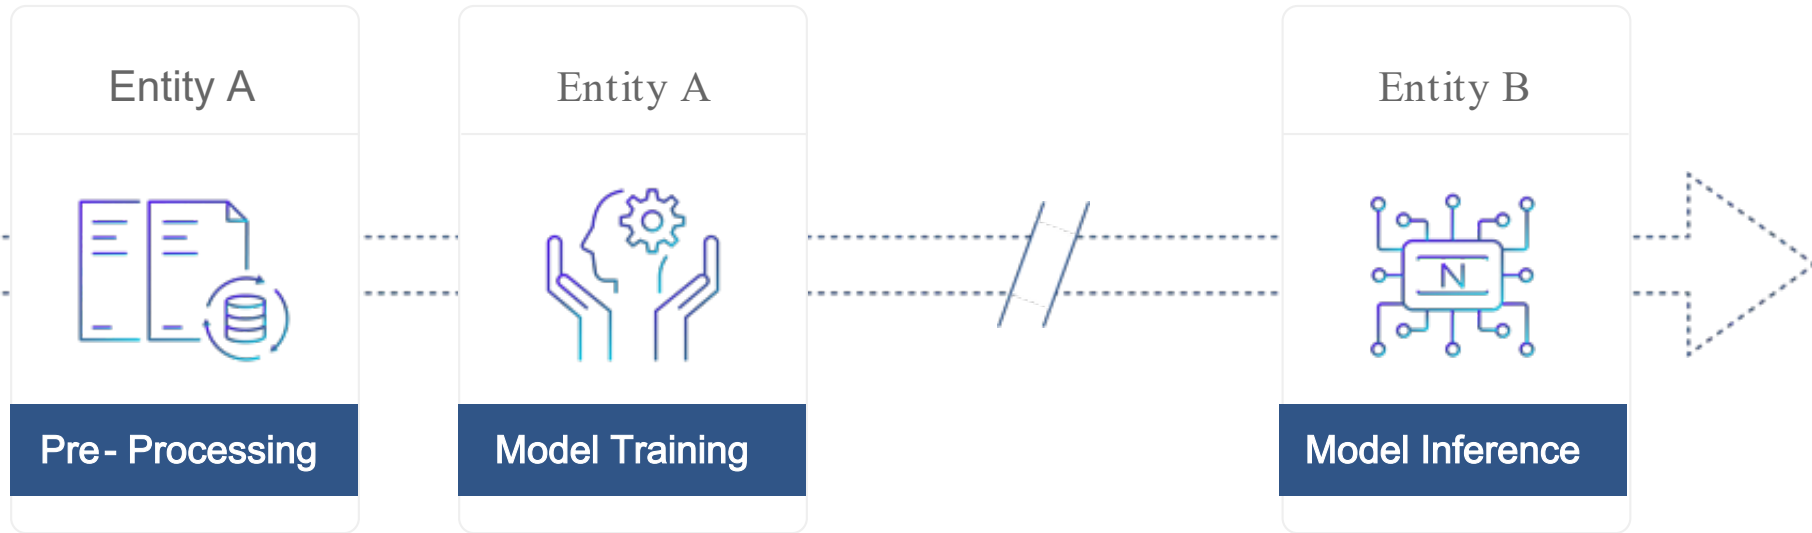 Entity A
Pre- Processing
Entity A
Model Training
Entity B
N
Model Inference